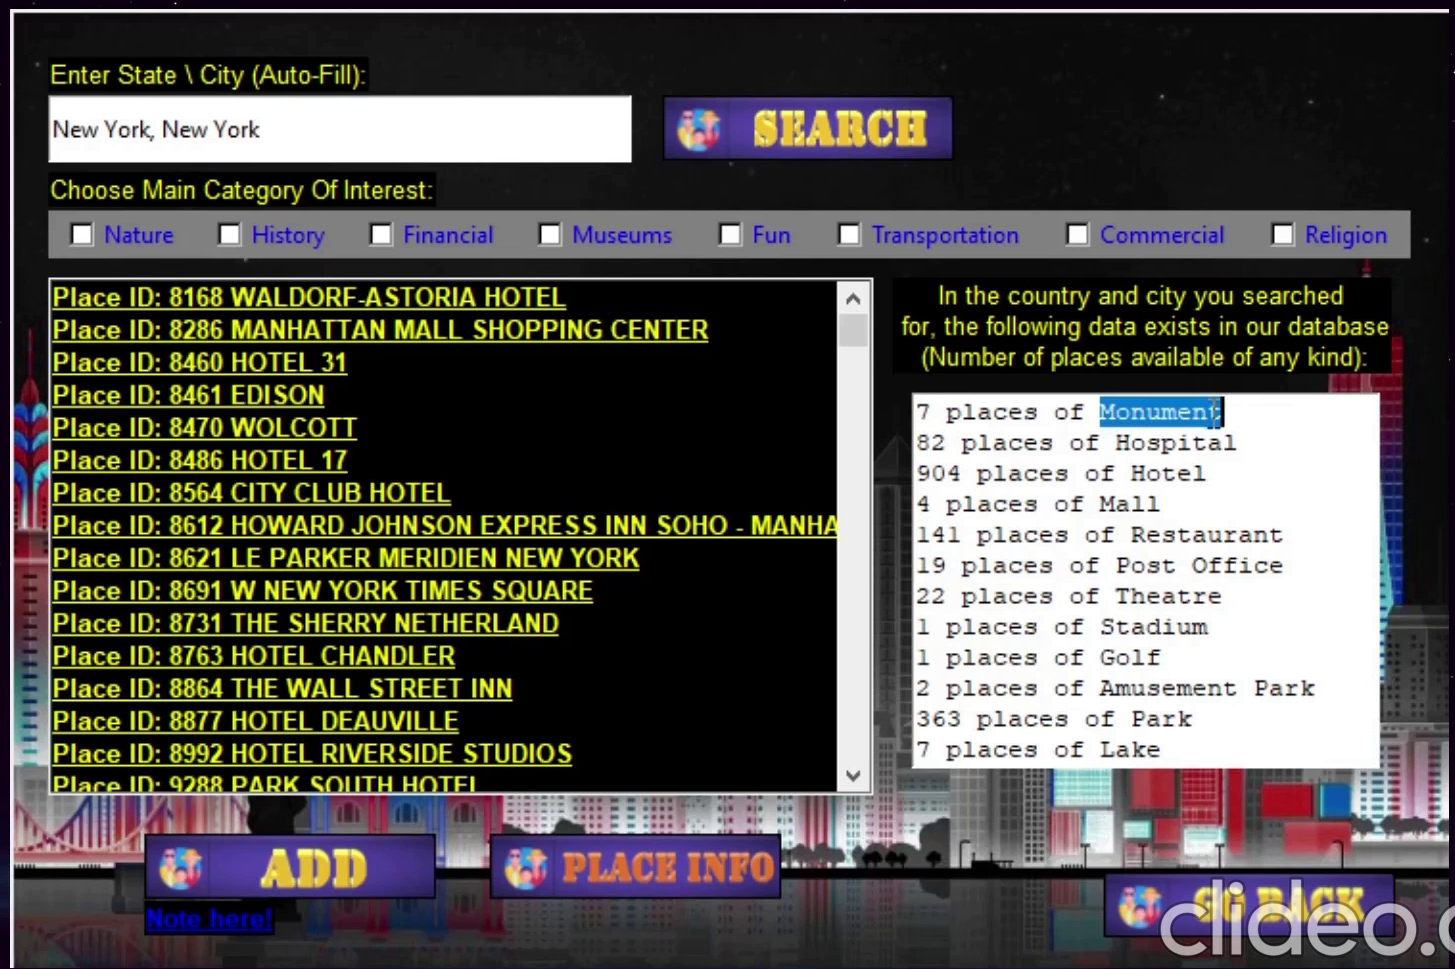 Enter State \ City (Auto-Fill):
New York, New York
SEARCH
Choose Main Category Of Interest:
Nature History Financial Museums Fun Transportation Commercial Religion
Place ID: 8168 WALDORF-ASTORIA HOTEL
Place ID: 8286 MANHATTAN MALL SHOPPING CENTER
Place ID: 8460 HOTEL 31
Place ID: 8461 EDISON
Place ID: 8470 WOLCOTT
Place ID: 8486 HOTEL 17
Place ID: 8564 CITY CLUB HOTEL
Place ID: 8612 HOWARD JOHNSON EXPRESS INN SOHO - MANHA
Place ID: 8621 LE PARKER MERIDIEN NEW YORK
Place ID: 8691 W NEW YORK TIMES SQUARE
Place ID: 8731 THE SHERRY NETHERLAND
Place ID: 8763 HOTEL CHANDLER
Place ID: 8864 THE WALL STREET INN
Place ID: 8877 HOTEL DEAUVILLE
Place ID: 8992 HOTEL RIVERSIDE STUDIOS
Place ID: 9288 PARK SOUTH HOTEL
In the country and city you searched
for, the following data exists in our database
(Number of places available of any kind):
7 places of Monument
82 places of Hospital
904 places of Hotel
4 places of Mall
141 places of Restaurant
19 places of Post Office
22 places of Theatre
1 places of Stadium
1 places of Golf
2 places of Amusement Park
363 places of Park
7 places of Lake
ADD
Note here!
PLACE INFO
GO BACK
clideo.c